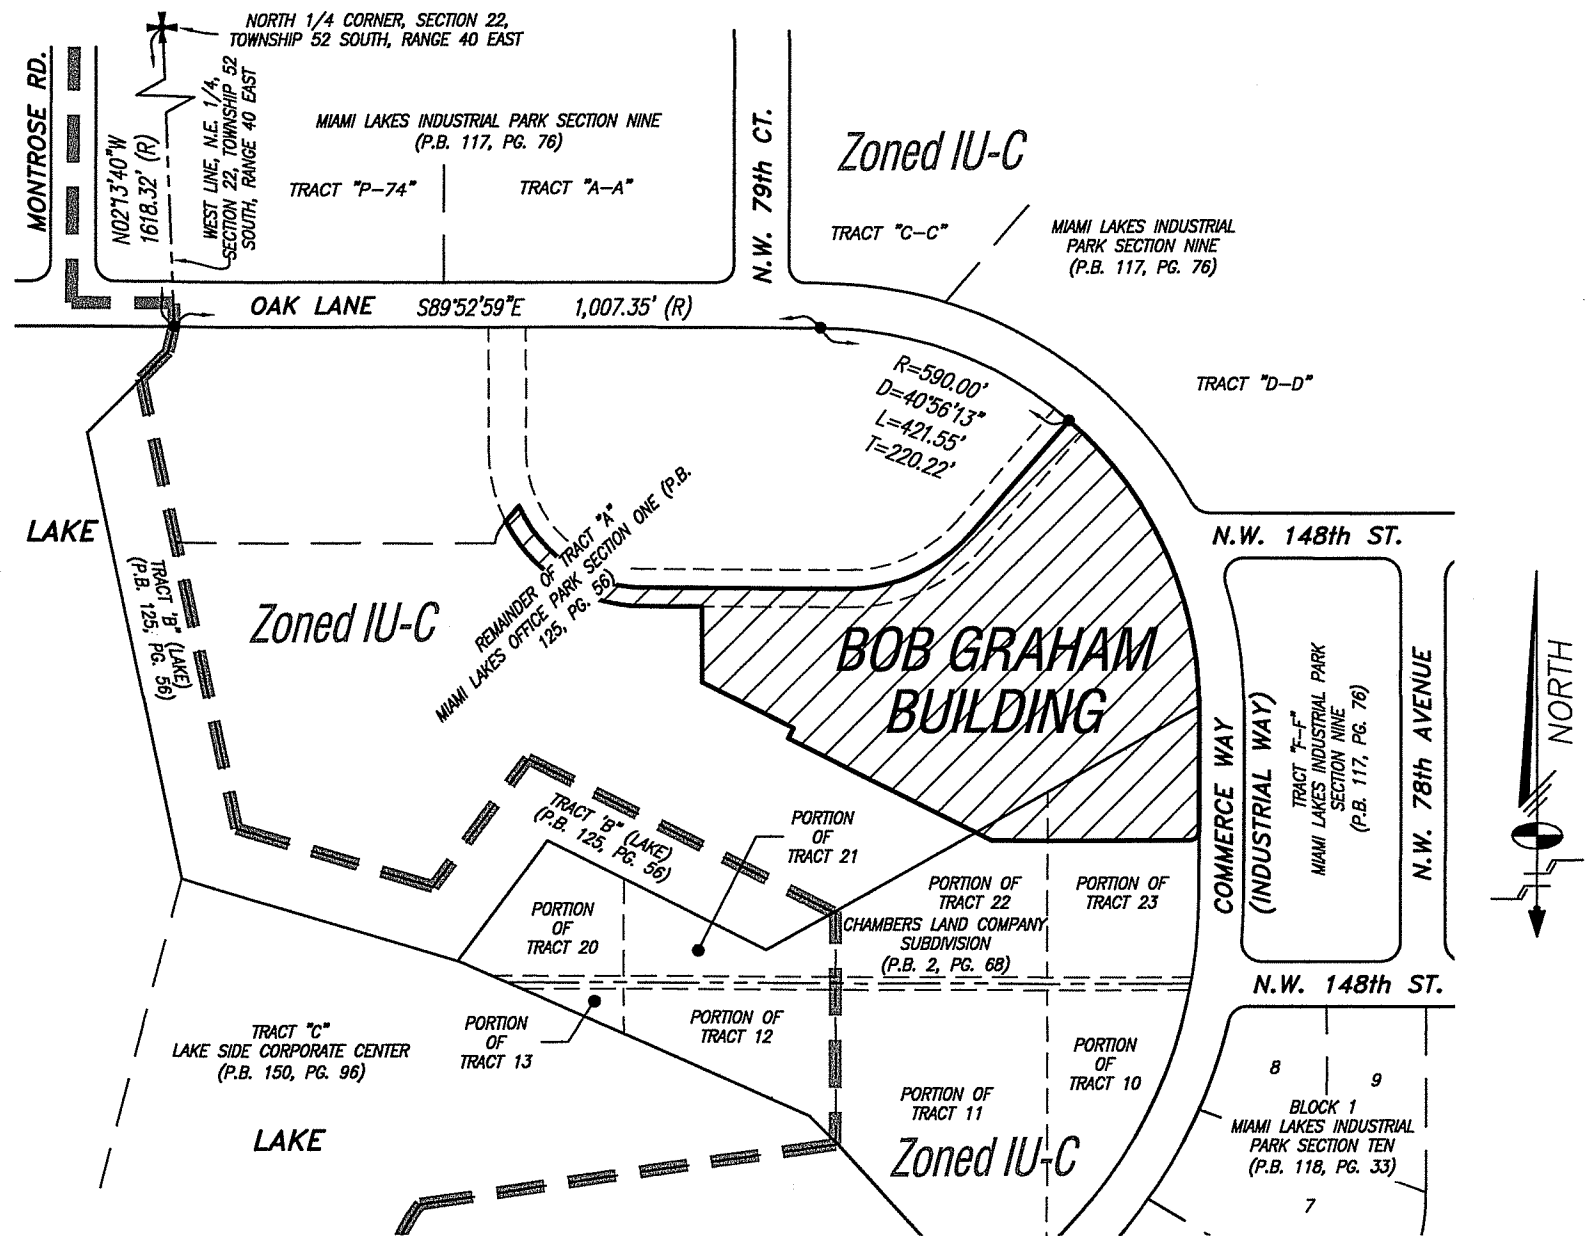 NORTH 1/4 CORNER, SECTION 22,
TOWNSHIP 52 SOUTH, RANGE 40 EAST
MONTROSE RD.
N02°13'40"W
1618.32' (R)
WEST LINE, N.E. 1/4,
SECTION 22, TOWNSHIP 52
SOUTH, RANGE 40 EAST
MIAMI LAKES INDUSTRIAL PARK SECTION NINE
(P.B. 117, PG. 76)
TRACT "P-74"
TRACT "A-A"
N.W. 79th CT.
Zoned IU-C
TRACT "C-C"
MIAMI LAKES INDUSTRIAL
PARK SECTION NINE
(P.B. 117, PG. 76)
OAK LANE
S89°52'59"E
1,007.35' (R)
TRACT "D-D"
R=590.00'
D=40°56'13"
L=421.55'
T=220.22'
LAKE
TRACT 'B" (LAKE)
(P.B. 125, PG. 56)
Zoned IU-C
REMAINDER OF TRACT "A"
MIAMI LAKES OFFICE PARK SECTION ONE (P.B.
125, PG. 56)
BOB GRAHAM
BUILDING
N.W. 148th ST.
COMMERCE WAY
(INDUSTRIAL WAY)
TRACT "F-F"
MIAMI LAKES INDUSTRIAL PARK
SECTION NINE
(P.B. 117, PG. 76)
N.W. 78th AVENUE
NORTH
TRACT 'B" (LAKE)
(P.B. 125, PG. 56)
PORTION
OF
TRACT 21
PORTION OF
TRACT 22
PORTION OF
TRACT 23
PORTION
OF
TRACT 20
CHAMBERS LAND COMPANY
SUBDIVISION
(P.B. 2, PG. 68)
N.W. 148th ST.
TRACT "C"
LAKE SIDE CORPORATE CENTER
(P.B. 150, PG. 96)
PORTION
OF
TRACT 13
PORTION OF
TRACT 12
PORTION
OF
TRACT 10
PORTION OF
TRACT 11
LAKE
Zoned IU-C
8
9
BLOCK 1
MIAMI LAKES INDUSTRIAL
PARK SECTION TEN
(P.B. 118, PG. 33)
7